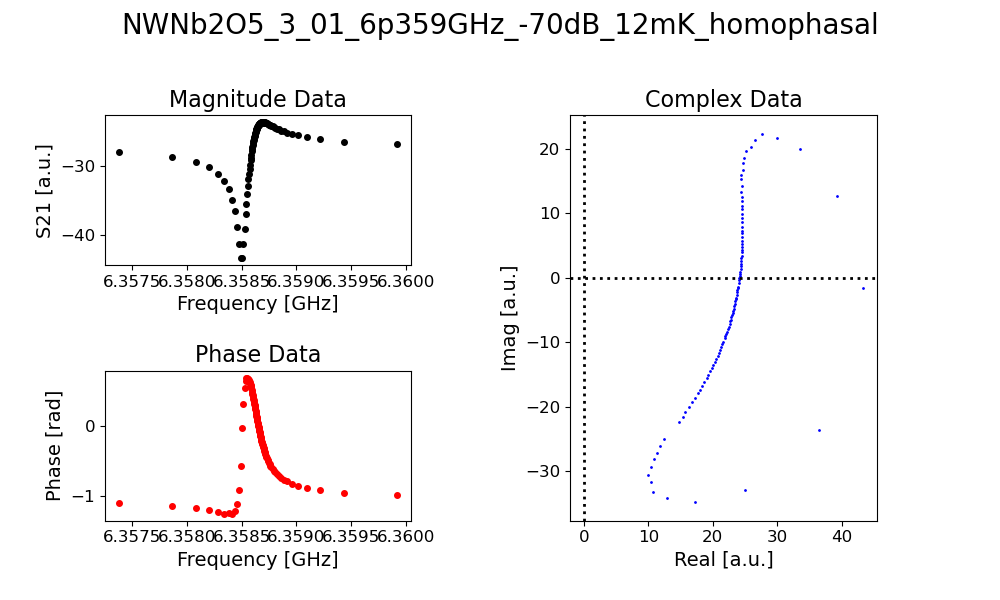 NWNb2O5_3_01_6p359GHz_-70dB_12mK_homophasal
Magnitude Data
S21 [a.u.]
−30
−40
6.3575 6.3580 6.3585 6.3590 6.3595 6.3600
Frequency [GHz]
Phase Data
Phase [rad]
0
−1
6.3575 6.3580 6.3585 6.3590 6.3595 6.3600
Frequency [GHz]
Complex Data
Imag [a.u.]
20
10
0
−10
−20
−30
0 10 20 30 40
Real [a.u.]